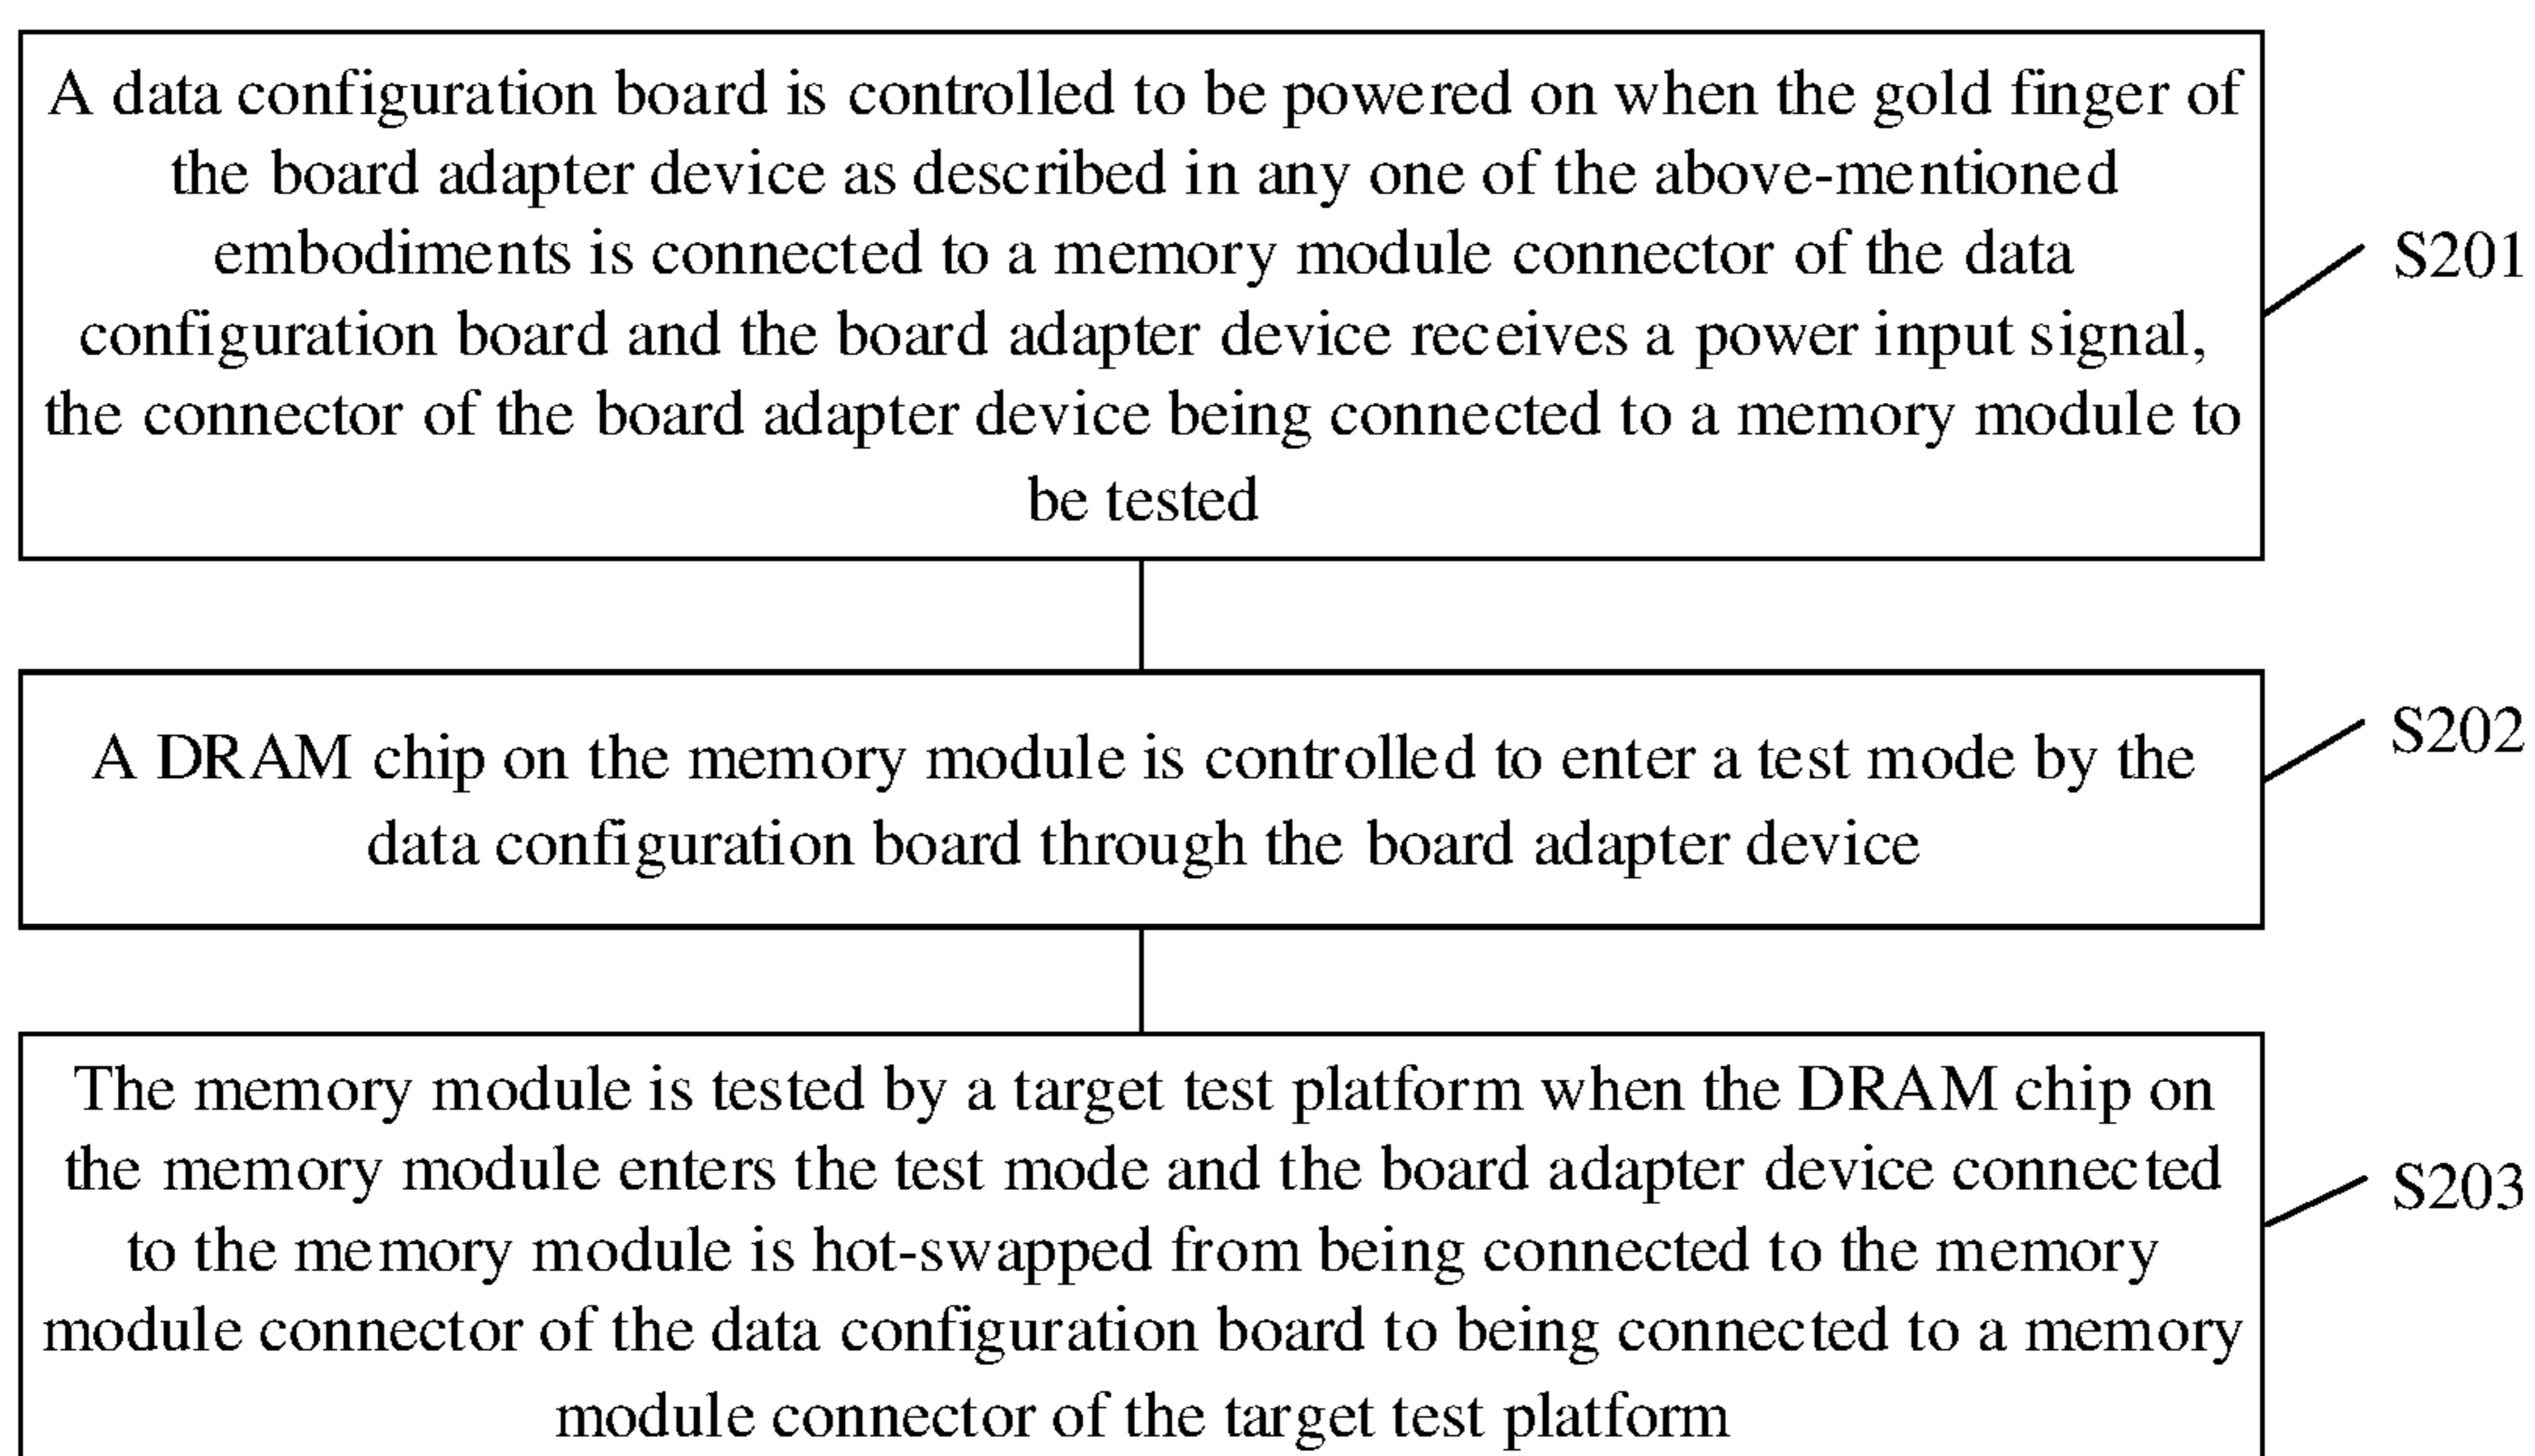 A data configuration board is controlled to be powered on when the gold finger of
the board adapter device as described in any one of the above-mentioned
embodiments is connected to a memory module connector of the data
configuration board and the board adapter device receives a power input signal,
the connector of the board adapter device being connected to a memory module to
be tested
S201
A DRAM chip on the memory module is controlled to enter a test mode by the
data configuration board through the board adapter device
S202
The memory module is tested by a target test platform when the DRAM chip on
the memory module enters the test mode and the board adapter device connected
to the memory module is hot-swapped from being connected to the memory
module connector of the data configuration board to being connected to a memory
module connector of the target test platform
S203